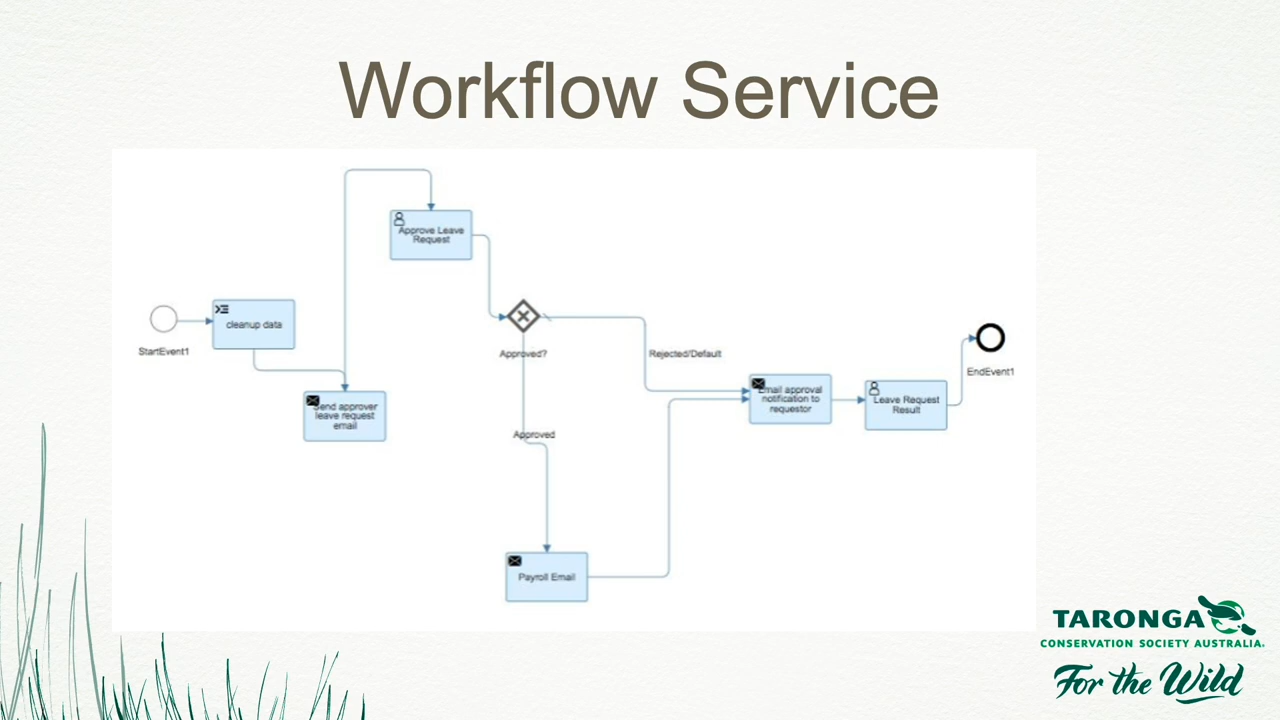 Workflow Service
Approve Leave
Request
cleanup data
StartEvent1
Send approver
leave request
email
Approved?
Rejected/Default
Approved
Email approval
notification to
requestor
Leave Request
Result
EndEvent1
Payroll Email
TARONGA
CONSERVATION SOCIETY AUSTRALIA
For the Wild